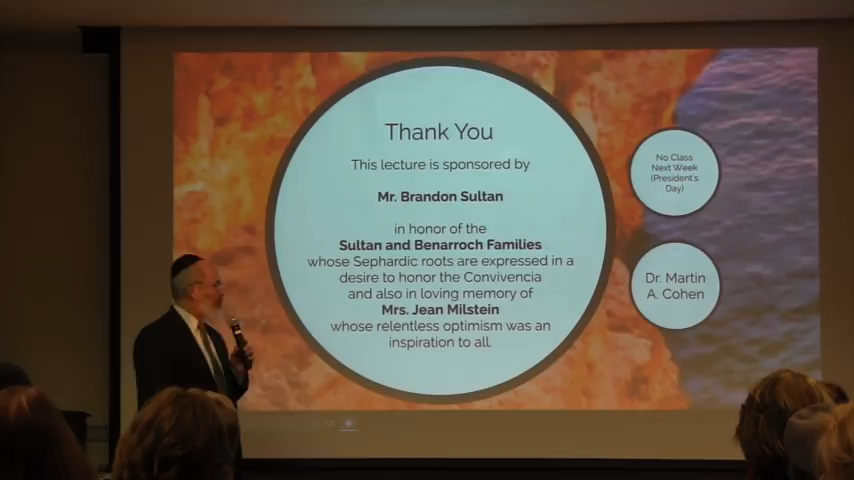 Thank You
This lecture is sponsored by
Mr. Brandon Sultan
in honor of the
Sultan and Benarroch Families
whose Sephardic roots are expressed in a
desire to honor the Convivencia
and also in loving memory of
Mrs. Jean Milstein
whose relentless optimism was an
inspiration to all.
No Class
Next Week
(President's
Day)
Dr. Martin
A. Cohen